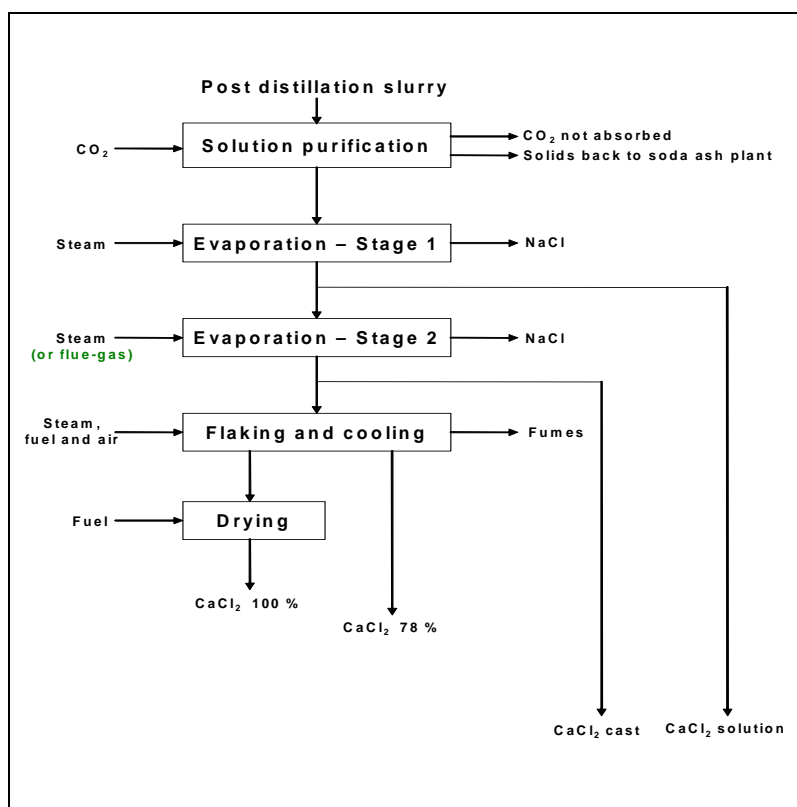 Post distillation slurry
CO₂
Solution purification
CO₂ not absorbed
Solids back to soda ash plant
Steam
Evaporation – Stage 1
NaCl
Steam
(or flue-gas)
Evaporation – Stage 2
NaCl
Steam,
fuel and air
Flaking and cooling
Fumes
Fuel
Drying
CaCl₂ 100 %
CaCl₂ 78 %
CaCl₂ cast
CaCl₂ solution